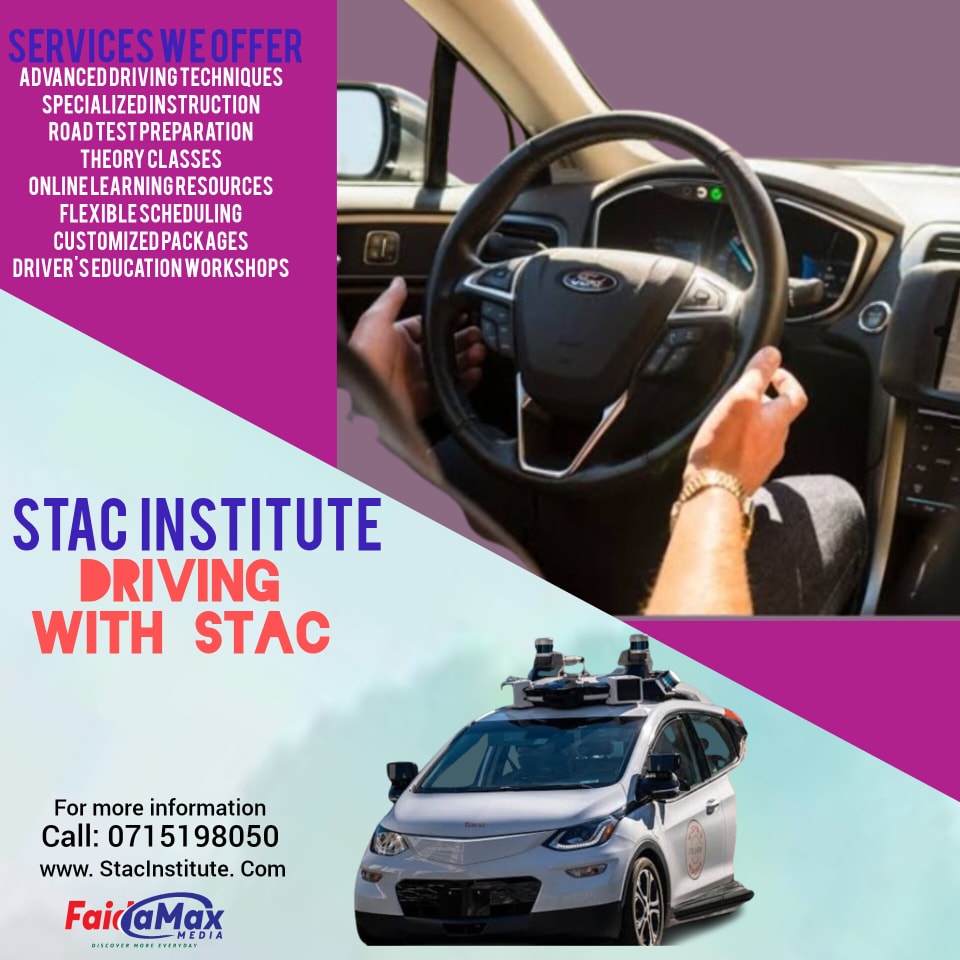 SERVICES WE OFFER
ADVANCED DRIVING TECHNIQUES
SPECIALIZED INSTRUCTION
ROAD TEST PREPARATION
THEORY CLASSES
ONLINE LEARNING RESOURCES
FLEXIBLE SCHEDULING
CUSTOMIZED PACKAGES
DRIVER'S EDUCATION WORKSHOPS
Ford
STAC INSTITUTE
DRIVING
WITH STAC
For more information
Call: 0715198050
www. StacInstitute. Com
FaidaMax
MEDIA
DISCOVER MORE EVERYDAY